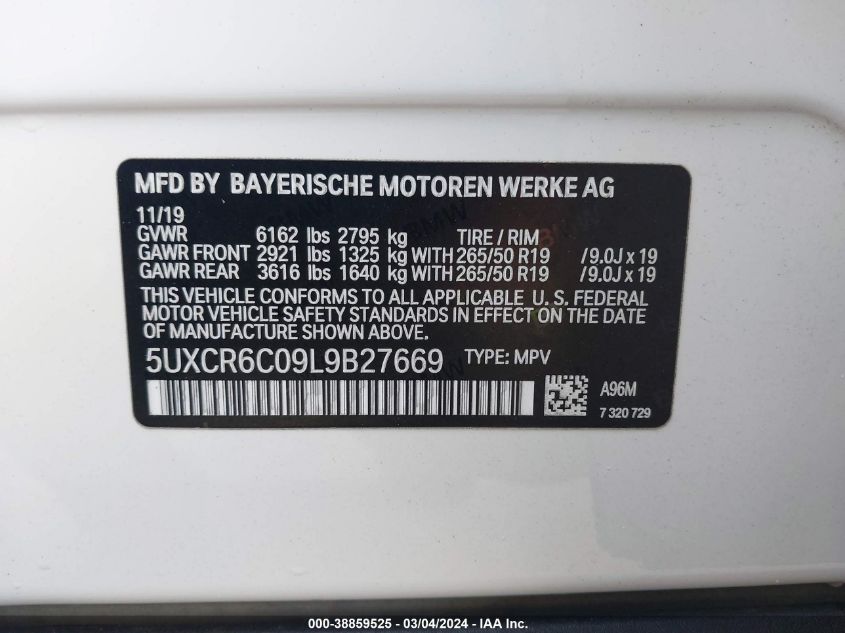 MFD BY BAYERISCHE MOTOREN WERKE AG
11/19
GVWR 6162 lbs 2795 kg TIRE / RIM
GAWR FRONT 2921 lbs 1325 kg WITH 265/50 R19 / 9.0J x 19
GAWR REAR 3616 lbs 1640 kg WITH 265/50 R19 / 9.0J x 19
THIS VEHICLE CONFORMS TO ALL APPLICABLE U. S. FEDERAL
MOTOR VEHICLE SAFETY STANDARDS IN EFFECT ON THE DATE
OF MANUFACTURE SHOWN ABOVE.
5UXCR6C09L9B27669 TYPE: MPV
A96M
7 320 729
000-38859525 - 03/04/2024 - IAA Inc.